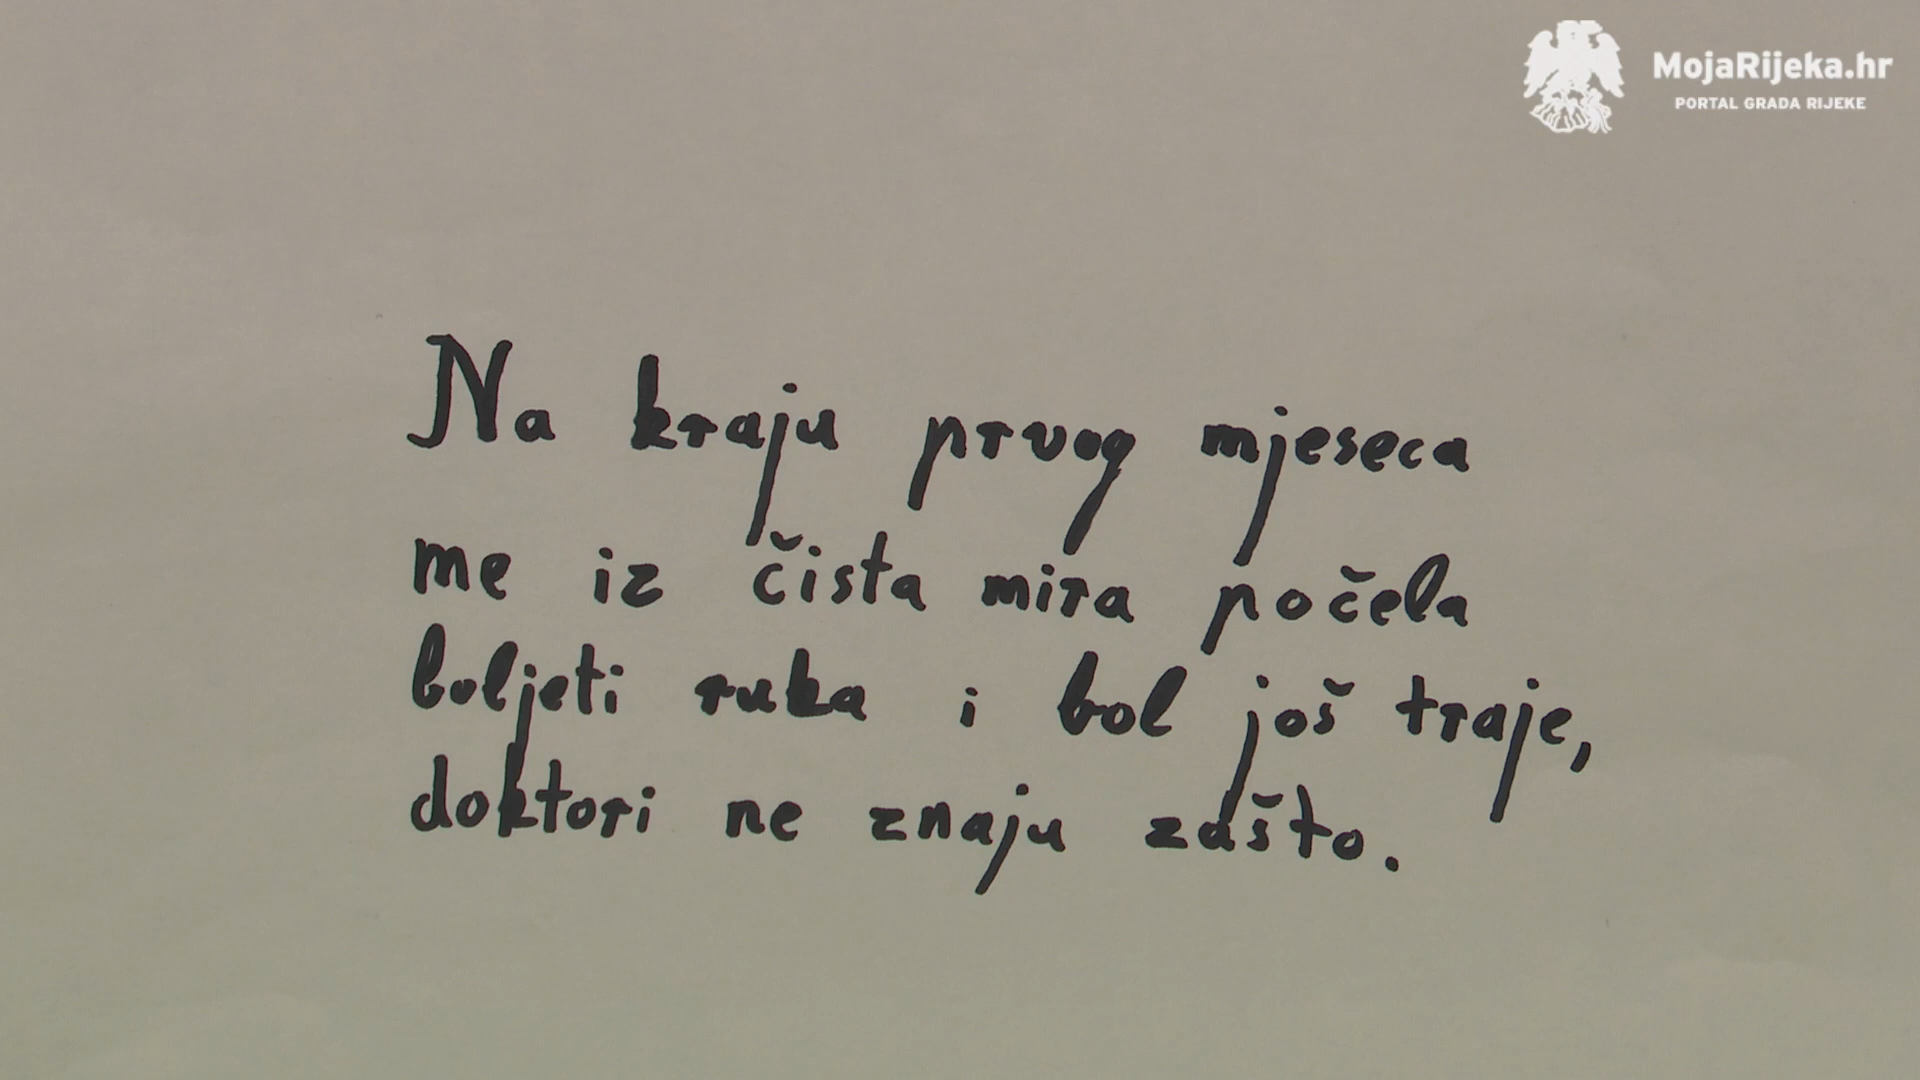 MojaRijeka.hr
PORTAL GRADA RIJEKE
Na kraju prvog mjeseca
me iz čista mira počela
boljeti ruka i bol još traje,
doktori ne znaju zašto.